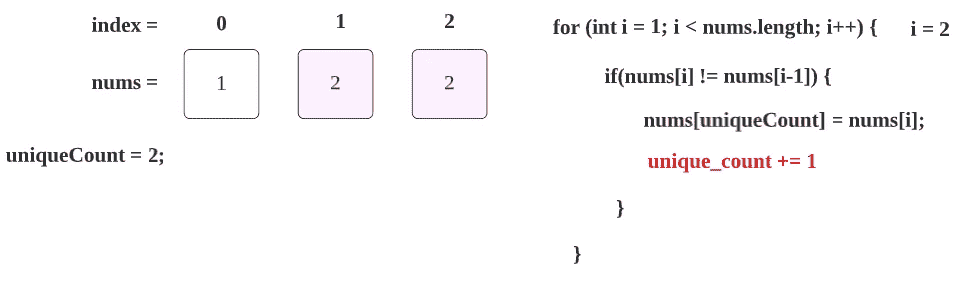 index = 0 1 2
nums = 1 2 2
uniqueCount = 2;
for (int i = 1; i < nums.length; i++) { i = 2
if(nums[i] != nums[i-1]) {
nums[uniqueCount] = nums[i];
unique_count += 1
}
}